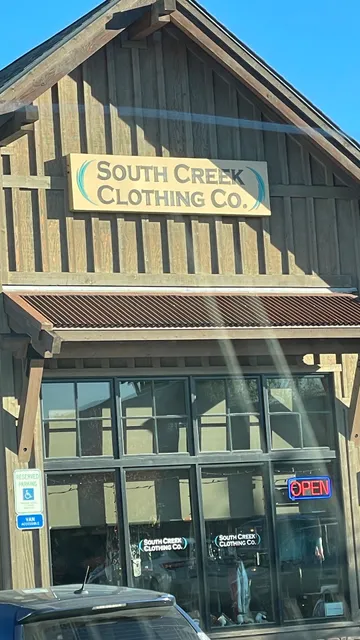 SOUTH CREEK
CLOTHING CO.
OPEN
RESERVED
PARKING
SOUTH CREEK
CLOTHING CO.
SOUTH CREEK
CLOTHING CO.
VAN
ACCESSIBLE